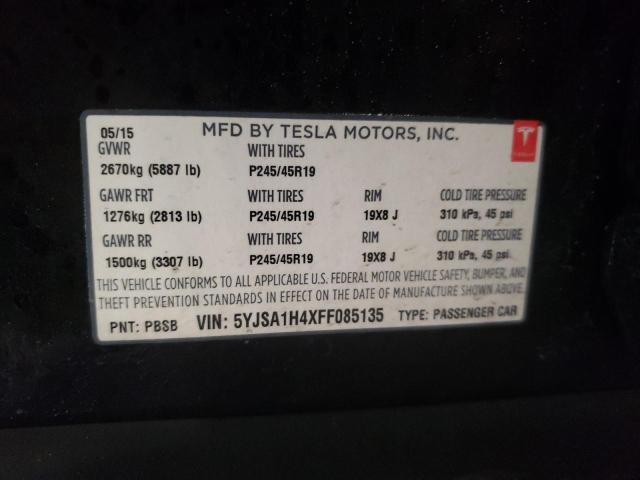 05/15 MFD BY TESLA MOTORS, INC.
GVWR WITH TIRES
2670kg (5887 lb) P245/45R19
GAWR FRT WITH TIRES RIM COLD TIRE PRESSURE
1276kg (2813 lb) P245/45R19 19X8 J 310 kPa, 45 psi
GAWR RR WITH TIRES RIM COLD TIRE PRESSURE
1500kg (3307 lb) P245/45R19 19X8 J 310 kPa, 45 psi
THIS VEHICLE CONFORMS TO ALL APPLICABLE U.S. FEDERAL MOTOR VEHICLE SAFETY, BUMPER, AND
THEFT PREVENTION STANDARDS IN EFFECT ON THE DATE OF MANUFACTURE SHOWN ABOVE.
PNT: PBSB VIN: 5YJSA1H4XFF085135 TYPE: PASSENGER CAR
TESLA